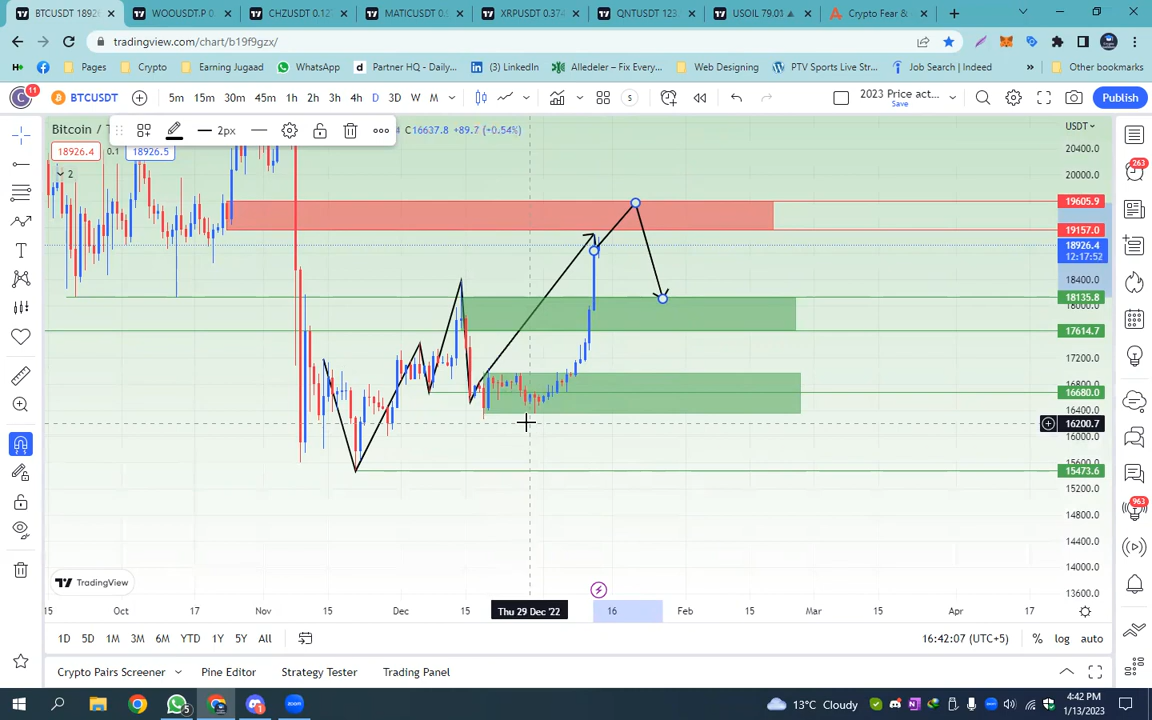 BTCUSDT 1892
WOOUSDT.P 0
CHZUSDT 0.12
MATICUSDT 0.
XRPUSDT 0.374
QNTUSDT 123.
USOIL 79.01
Crypto Fear &
tradingview.com/chart/b19f9gzx/
Pages
Crypto
Earning Jugaad
WhatsApp
Partner HQ - Daily...
(3) LinkedIn
Alledeler – Fix Every...
Web Designing
PTV Sports Live Str...
Job Search | Indeed
Other bookmarks
11
BTCUSDT
5m 15m 30m 45m 1h 2h 3h 4h D 3D W M
2023 Price act...
Save
Publish
Bitcoin / T
2px
C16637.8 +89.7 (+0.54%)
USDT
18926.4 0.1 18926.5
2
20400.0
20000.0
19605.9
19157.0
18926.4
12:17:52
18400.0
18135.8
18000.0
17614.7
17200.0
16800.0
16680.0
16400.0
16200.7
16000.0
15600.0
15473.6
15200.0
14800.0
14400.0
14000.0
13600.0
263
963
TradingView
15 Oct 17 Nov 15 Dec 15 Thu 29 Dec '22 16 Feb 15 Mar 15 Apr 17
1D 5D 1M 3M 6M YTD 1Y 5Y All
16:42:07 (UTC+5) % log auto
Crypto Pairs Screener
Pine Editor
Strategy Tester
Trading Panel
5
13°C Cloudy
4:42 PM
1/13/2023